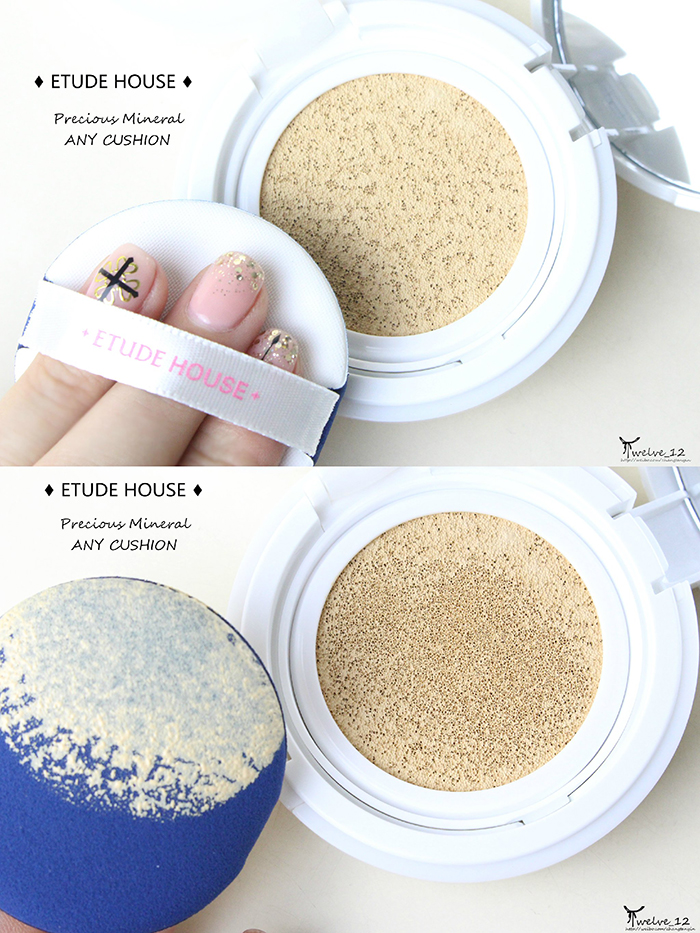 ♦ ETUDE HOUSE ♦
Precious Mineral
ANY CUSHION
ETUDE HOUSE
Twelve_12
♦ ETUDE HOUSE ♦
Precious Mineral
ANY CUSHION
Twelve_12